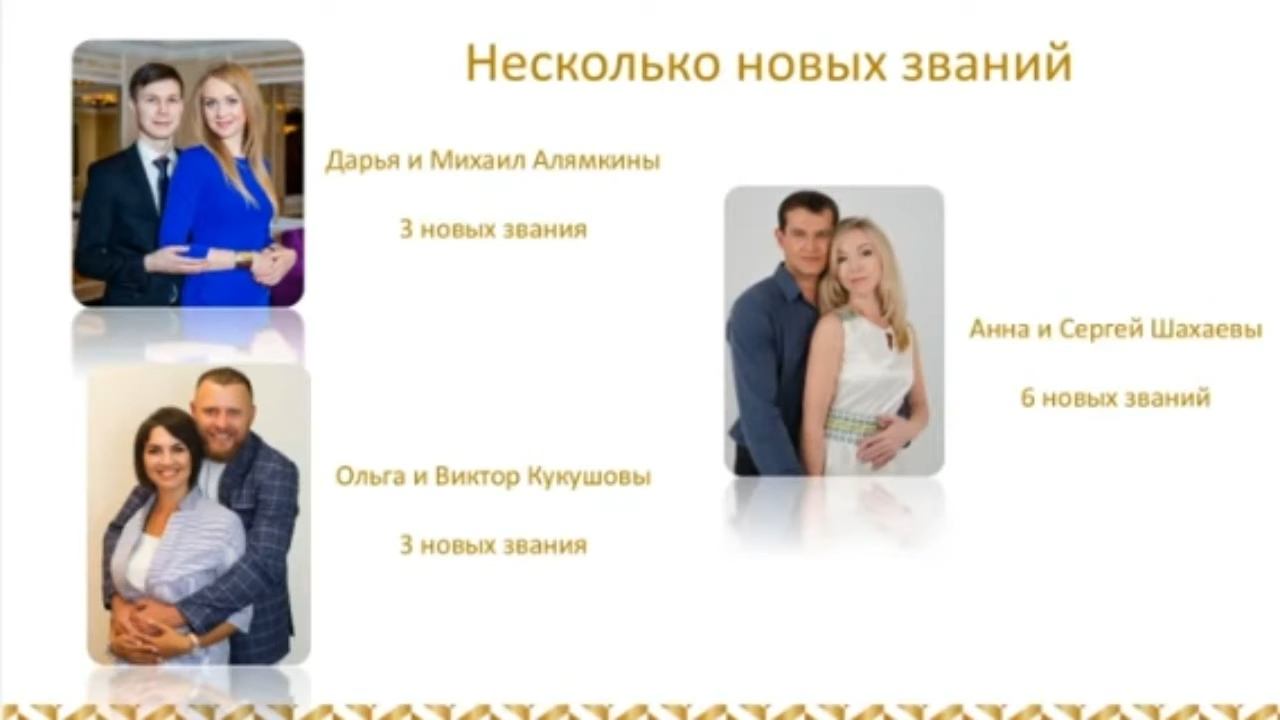 Несколько новых званий
Дарья и Михаил Алямкины
3 новых звания
Анна и Сергей Шахаевы
6 новых званий
Ольга и Виктор Кукушовы
3 новых звания